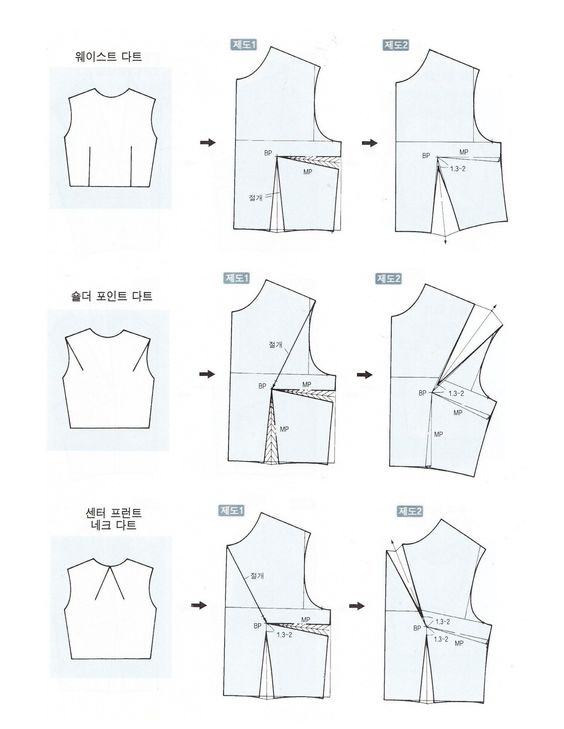 웨이스트 다트
제도1
BP
MP
절개
제도2
BP
MP
1.3-2
숄더 포인트 다트
제도1
절개
BP
MP
MP
제도2
BP
1.3-2
MP
센터 프런트
네크 다트
제도1
절개
BP
1.3-2
제도2
1.3-2
BP
MP